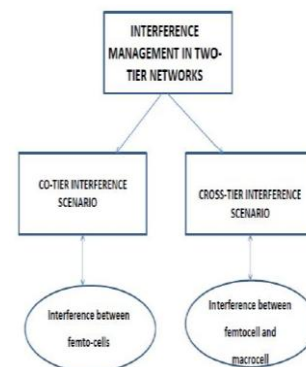 INTERFERENCE
MANAGEMENT IN TWO-
TIER NETWORKS
CO-TIER INTERFERENCE
SCENARIO
CROSS-TIER INTERFERENCE
SCENARIO
Interference between
femto-cells
Interference between
femtocell and
macrocell